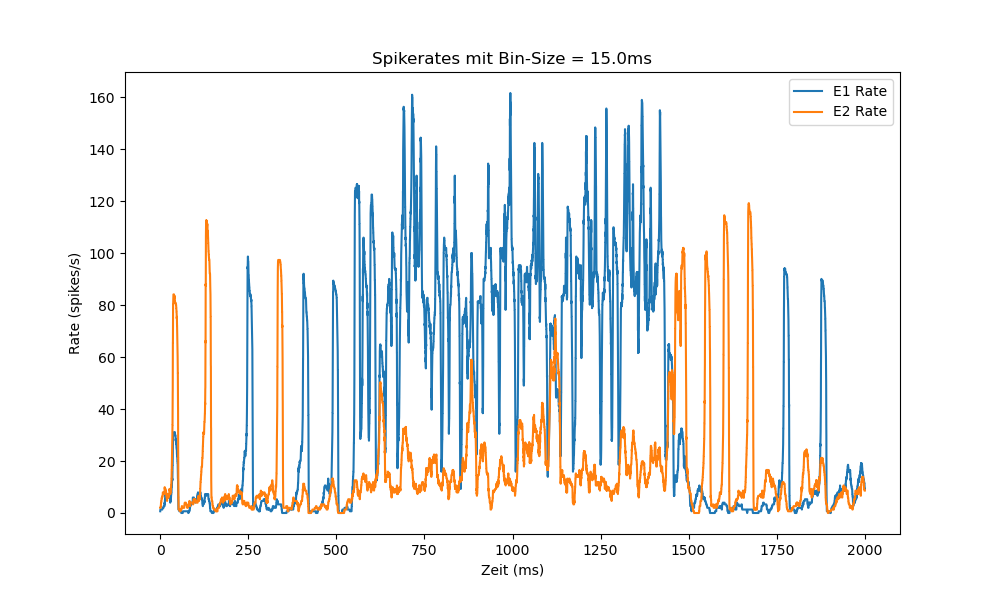 Spikerates mit Bin-Size = 15.0ms
E1 Rate
E2 Rate
Rate (spikes/s)
160
140
120
100
80
60
40
20
0
0 250 500 750 1000 1250 1500 1750 2000
Zeit (ms)